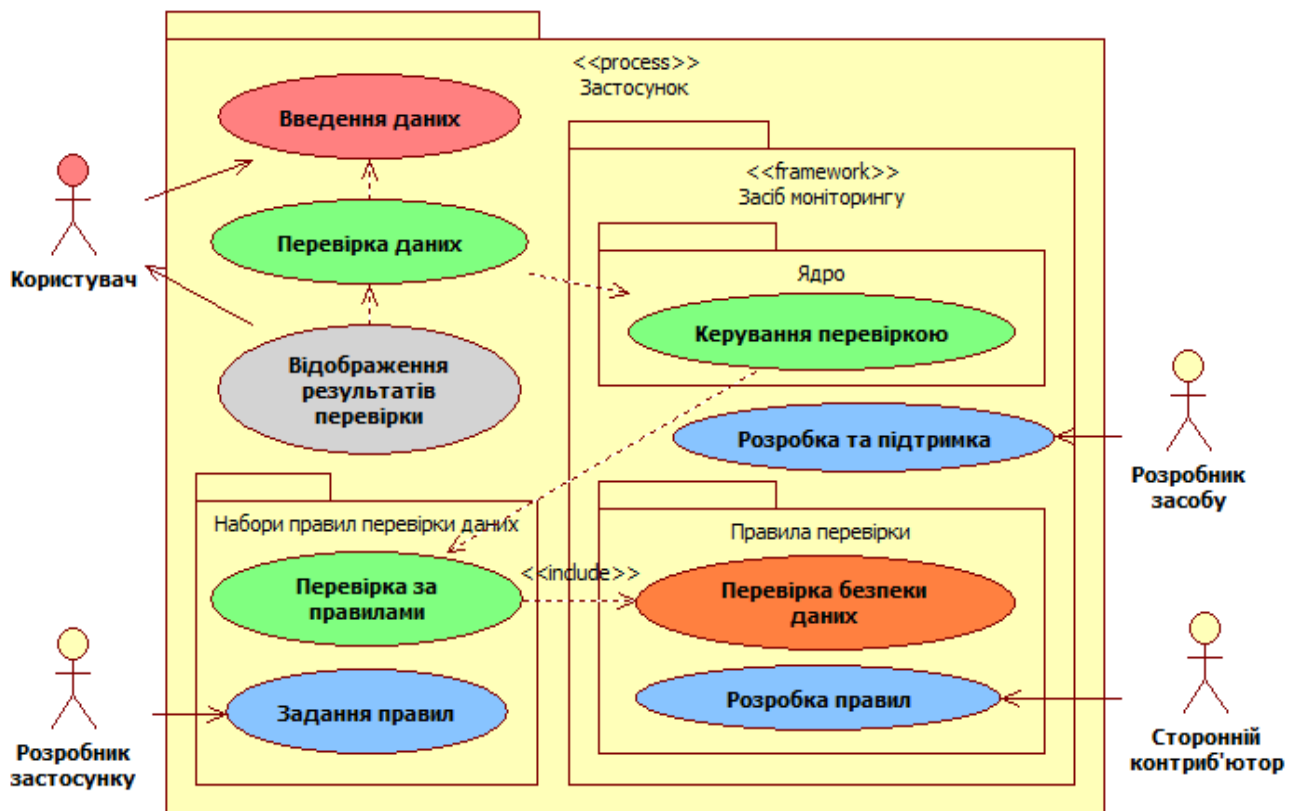 <<process>>
Застосунок
Введення даних
<<framework>>
Засіб моніторингу
Перевірка даних
Користувач
Ядро
Керування перевіркою
Відображення
результатів
перевірки
Розробка та підтримка
Розробник
засобу
Набори правил перевірки даних
Правила перевірки
<<include>>
Перевірка за
правилами
Перевірка безпеки
даних
Задання правил
Розробка правил
Розробник
застосунку
Сторонній
контриб'ютор